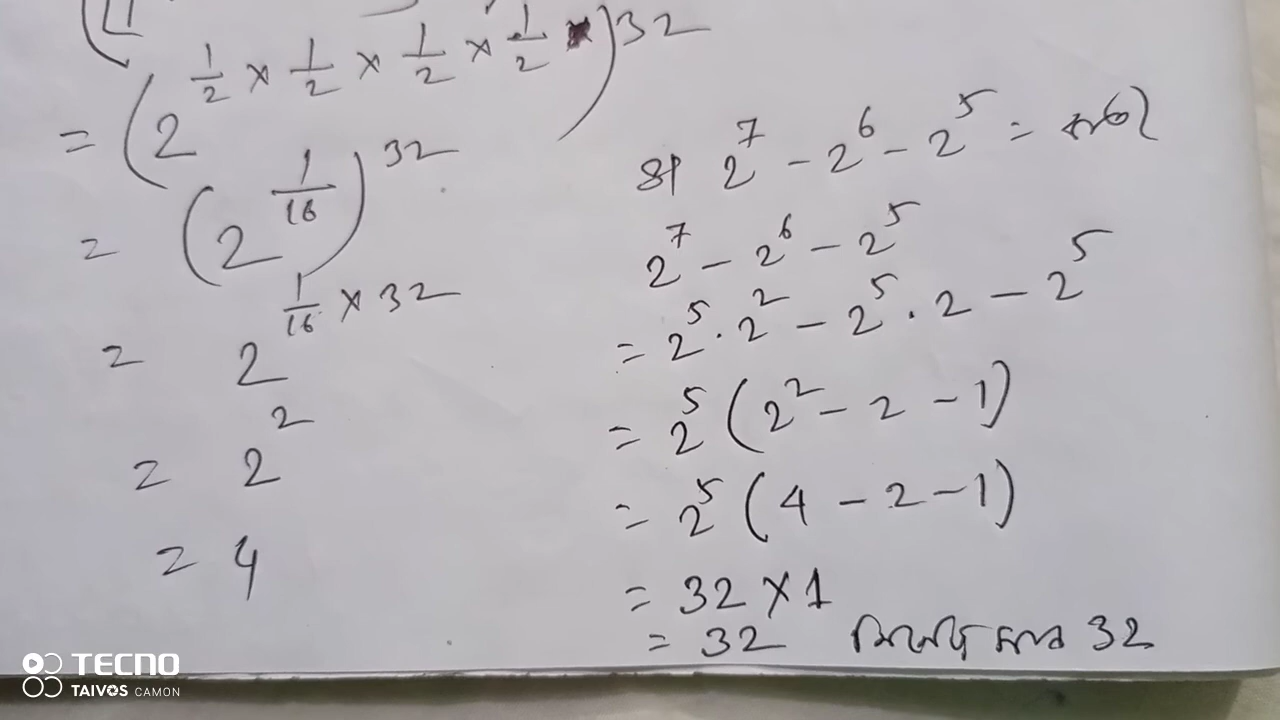 = (2^{1/2 × 1/2 × 1/2 × 1/2})^{32}
= (2^{1/16})^{32}
= 2^{1/16 × 32}
= 2^2
= 4
8। 2^7 - 2^6 - 2^5 = কত?
2^7 - 2^6 - 2^5
= 2^5 · 2^2 - 2^5 · 2 - 2^5
= 2^5 (2^2 - 2 - 1)
= 2^5 (4 - 2 - 1)
= 32 × 1
= 32 নির্ণেয় মান 32
TECNO
TAIVOS CAMON